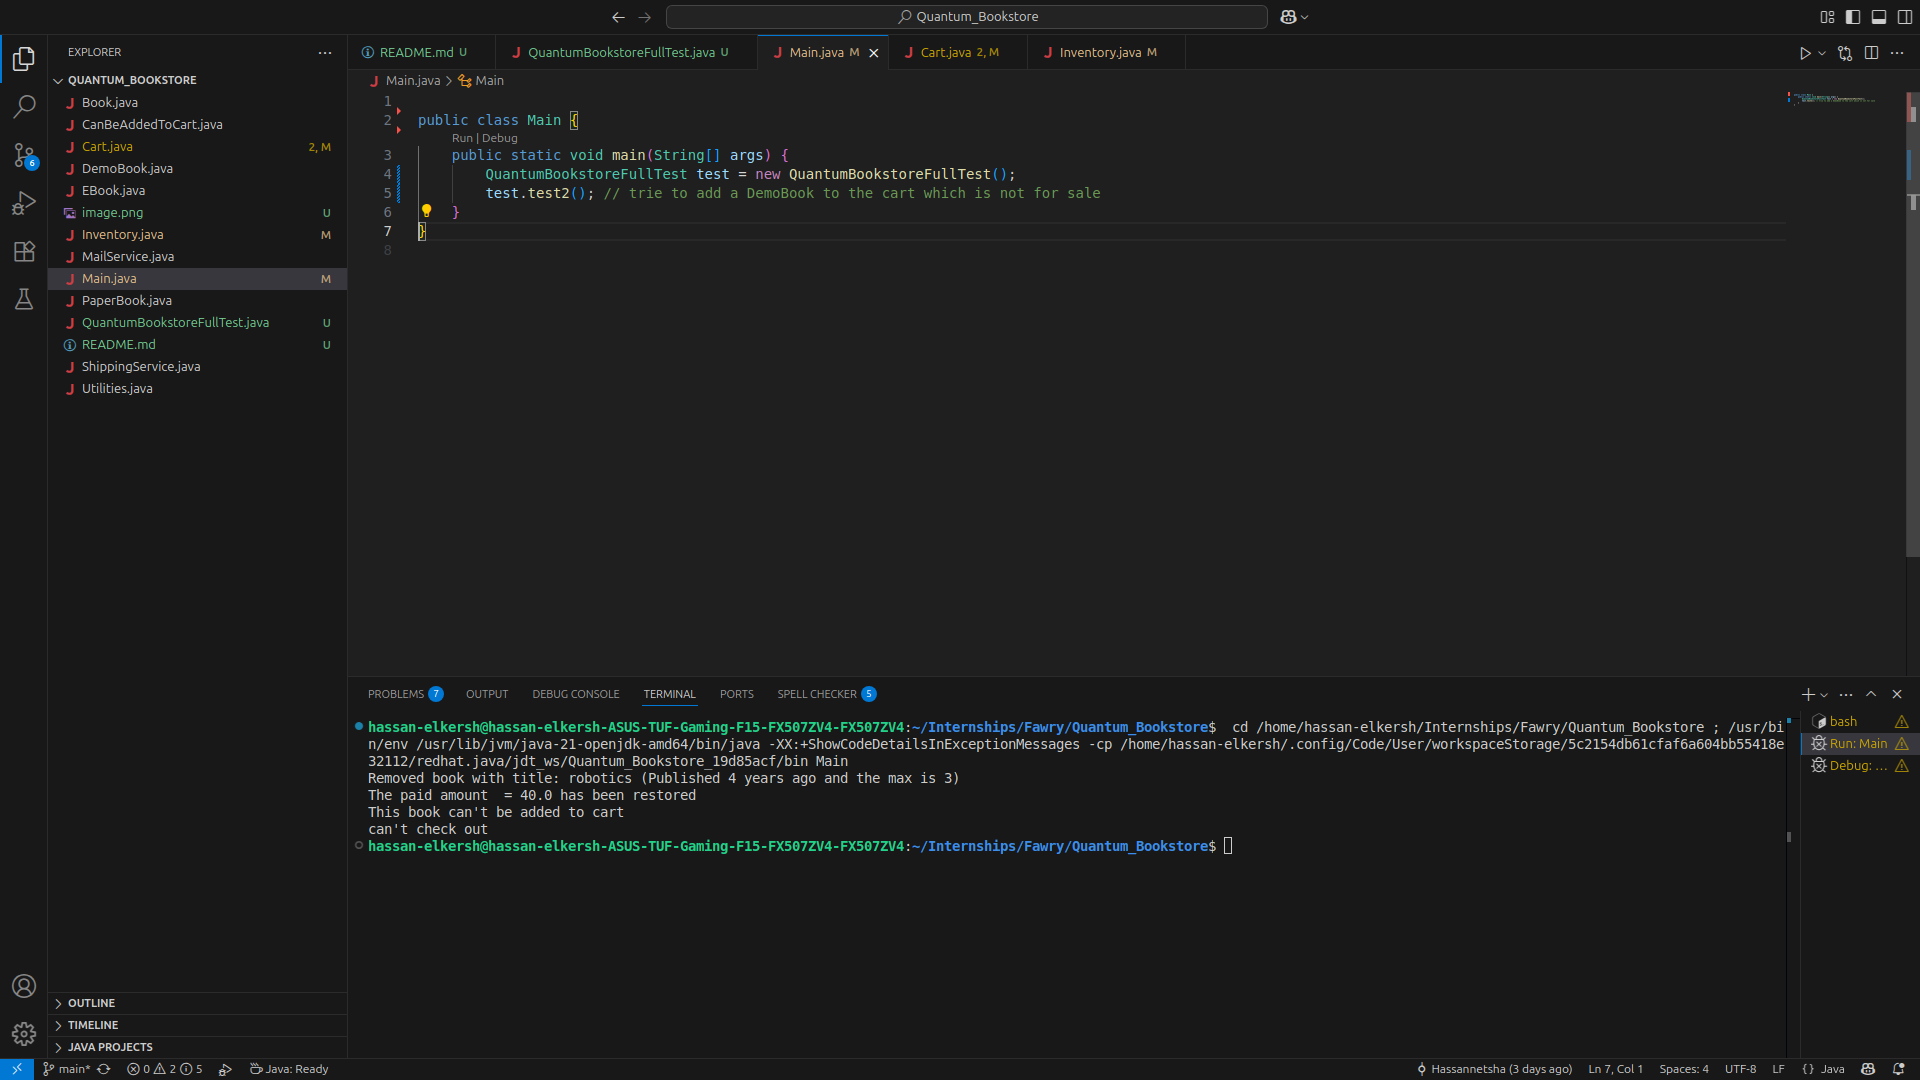 Quantum_Bookstore
EXPLORER
QUANTUM_BOOKSTORE
Book.java
CanBeAddedToCart.java
Cart.java 2, M
DemoBook.java
EBook.java
image.png U
Inventory.java M
MailService.java
Main.java M
PaperBook.java
QuantumBookstoreFullTest.java U
README.md U
ShippingService.java
Utilities.java
OUTLINE
TIMELINE
JAVA PROJECTS
6
README.md U
QuantumBookstoreFullTest.java U
Main.java M
Cart.java 2, M
Inventory.java M
Main.java > Main
1
2 public class Main {
Run | Debug
3 public static void main(String[] args) {
4 QuantumBookstoreFullTest test = new QuantumBookstoreFullTest();
5 test.test2(); // trie to add a DemoBook to the cart which is not for sale
6 }
7 }
8
PROBLEMS 7 OUTPUT DEBUG CONSOLE TERMINAL PORTS SPELL CHECKER 5
hassan-elkersh@hassan-elkersh-ASUS-TUF-Gaming-F15-FX507ZV4-FX507ZV4:~/Internships/Fawry/Quantum_Bookstore$ cd /home/hassan-elkersh/Internships/Fawry/Quantum_Bookstore ; /usr/bi
n/env /usr/lib/jvm/java-21-openjdk-amd64/bin/java -XX:+ShowCodeDetailsInExceptionMessages -cp /home/hassan-elkersh/.config/Code/User/workspaceStorage/5c2154db61cfaf6a604bb55418e
32112/redhat.java/jdt_ws/Quantum_Bookstore_19d85acf/bin Main
Removed book with title: robotics (Published 4 years ago and the max is 3)
The paid amount  = 40.0 has been restored
This book can't be added to cart
can't check out
hassan-elkersh@hassan-elkersh-ASUS-TUF-Gaming-F15-FX507ZV4-FX507ZV4:~/Internships/Fawry/Quantum_Bookstore$
bash
Run: Main
Debug: ...
main* 0 2 5 Java: Ready
Hassannetsha (3 days ago) Ln 7, Col 1 Spaces: 4 UTF-8 LF {} Java